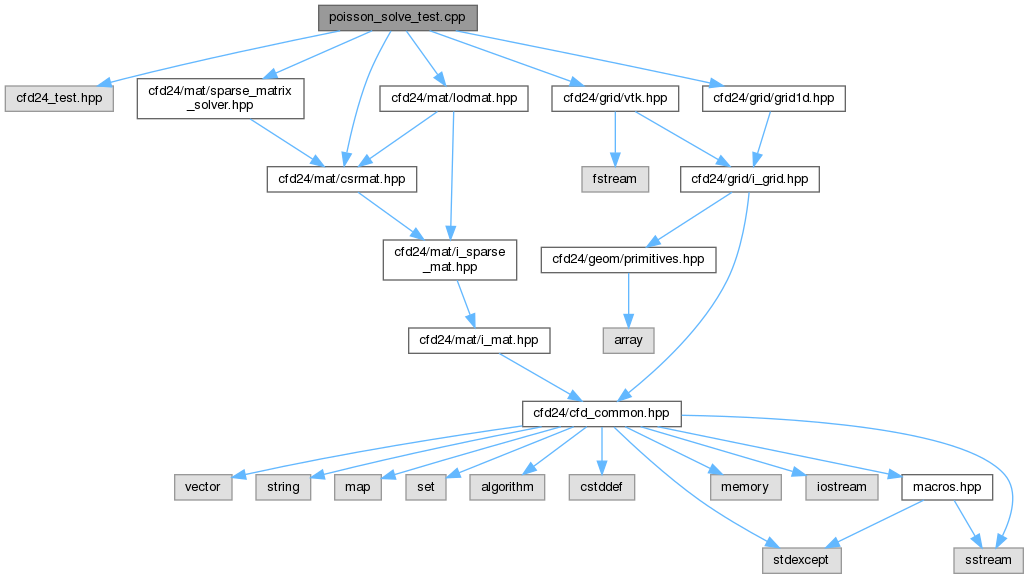 poisson_solve_test.cpp
cfd24_test.hpp
cfd24/mat/sparse_matrix
_solver.hpp
cfd24/mat/lodmat.hpp
cfd24/grid/vtk.hpp
cfd24/grid/grid1d.hpp
cfd24/mat/csrmat.hpp
fstream
cfd24/grid/i_grid.hpp
cfd24/mat/i_sparse
_mat.hpp
cfd24/geom/primitives.hpp
cfd24/mat/i_mat.hpp
array
cfd24/cfd_common.hpp
vector
string
map
set
algorithm
cstddef
memory
iostream
macros.hpp
stdexcept
sstream